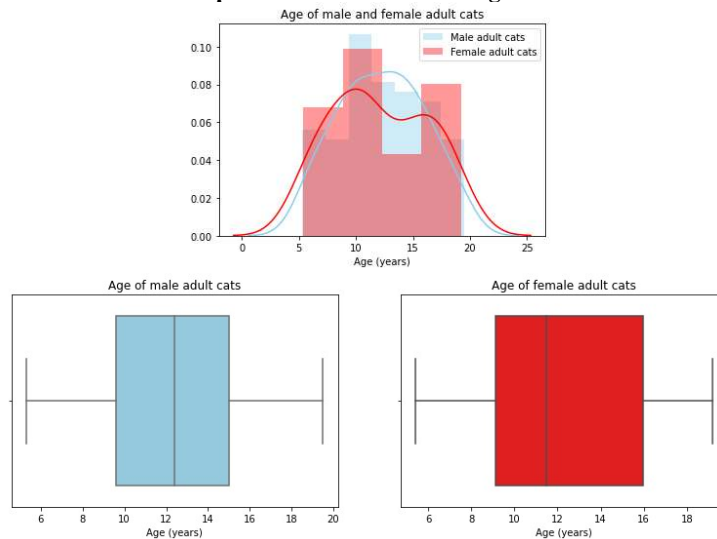 Age of male and female adult cats
Male adult cats
Female adult cats
0.10
0.08
0.06
0.04
0.02
0.00
0 5 10 15 20 25
Age (years)
Age of male adult cats
6 8 10 12 14 16 18 20
Age (years)
Age of female adult cats
6 8 10 12 14 16 18
Age (years)